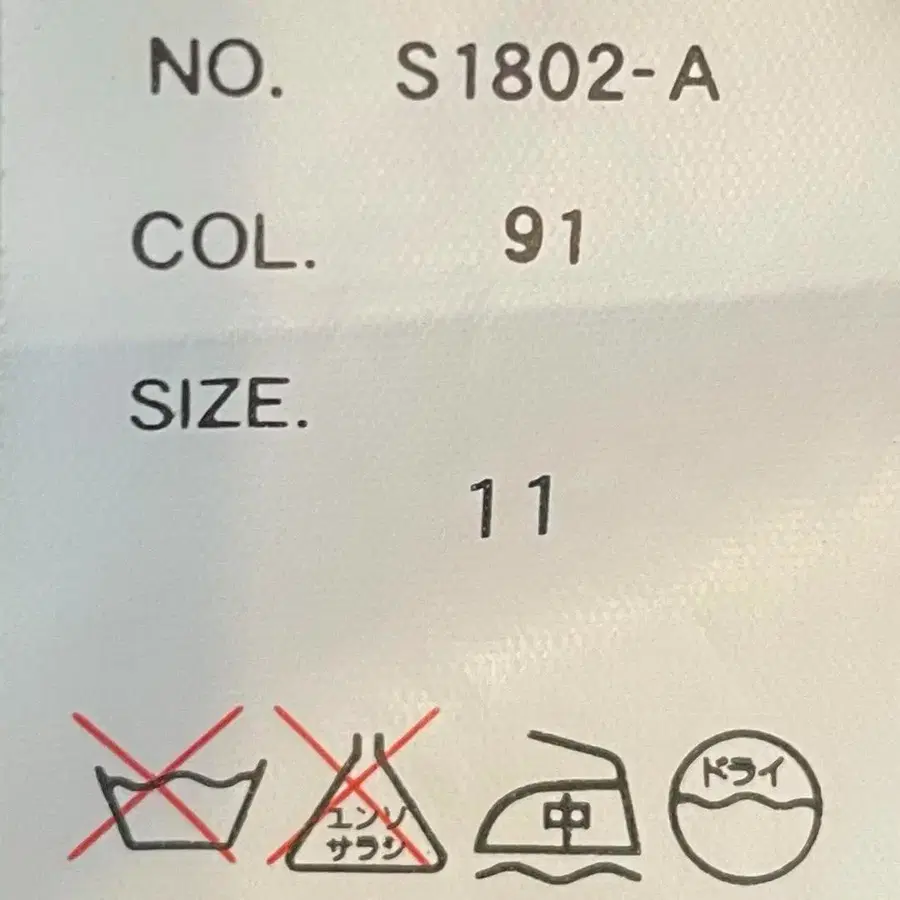 NO. S1802-A
COL. 91
SIZE.
11
エンソ
サラシ
中
ドライ